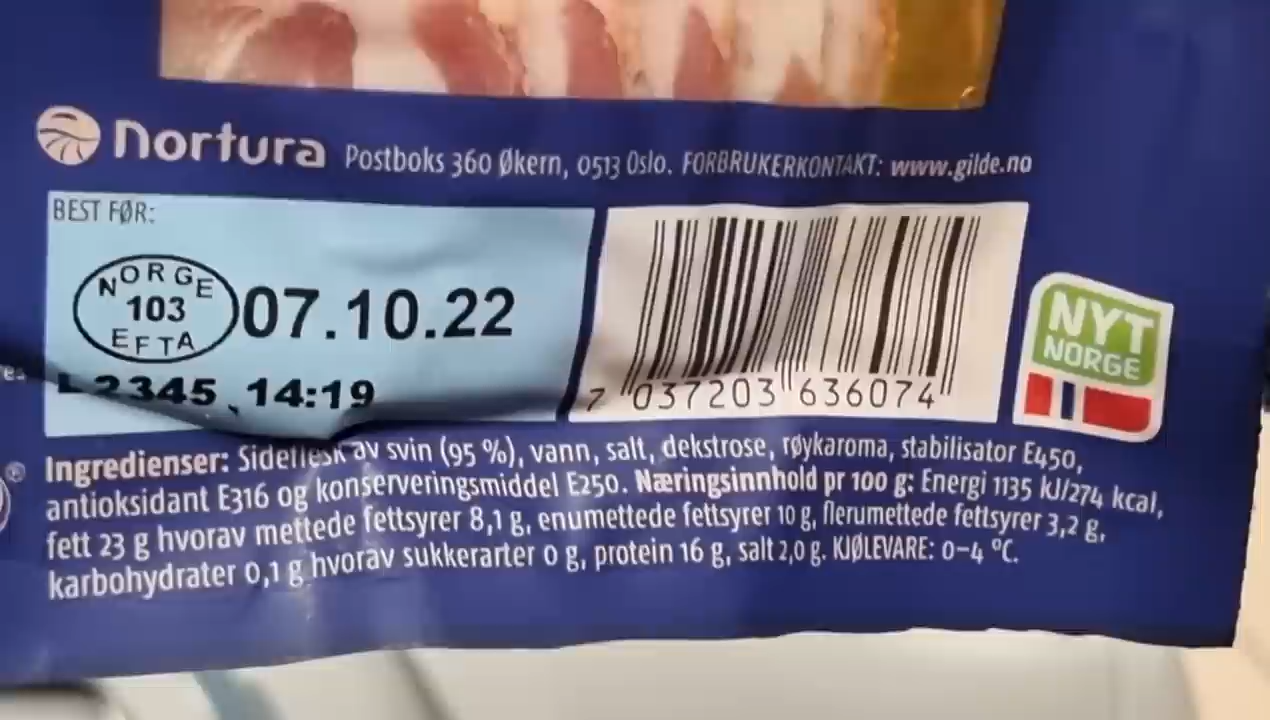 nortura Postboks 360 Økern, 0513 Oslo. FORBRUKERKONTAKT: www.gilde.no
BEST FØR:
NORGE
103
EFTA
07.10.22
L2345 14:19
7 037203 636074
NYT
NORGE
Ingredienser: Sideflesk av svin (95 %), vann, salt, dekstrose, røykaroma, stabilisator E450,
antioksidant E316 og konserveringsmiddel E250. Næringsinnhold pr 100 g: Energi 1135 kJ/274 kcal,
fett 23 g hvorav mettede fettsyrer 8,1 g, enumettede fettsyrer 10 g, flerumettede fettsyrer 3,2 g,
karbohydrater 0,1 g hvorav sukkerarter 0 g, protein 16 g, salt 2,0 g. KJØLEVARE: 0–4 °C.